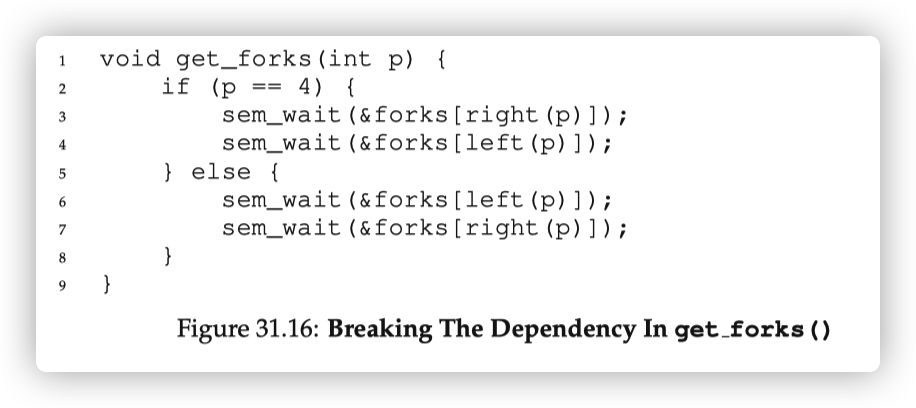 1 void get_forks(int p) {
2 if (p == 4) {
3 sem_wait(&forks[right(p)]);
4 sem_wait(&forks[left(p)]);
5 } else {
6 sem_wait(&forks[left(p)]);
7 sem_wait(&forks[right(p)]);
8 }
9 }
Figure 31.16: Breaking The Dependency In get_forks()